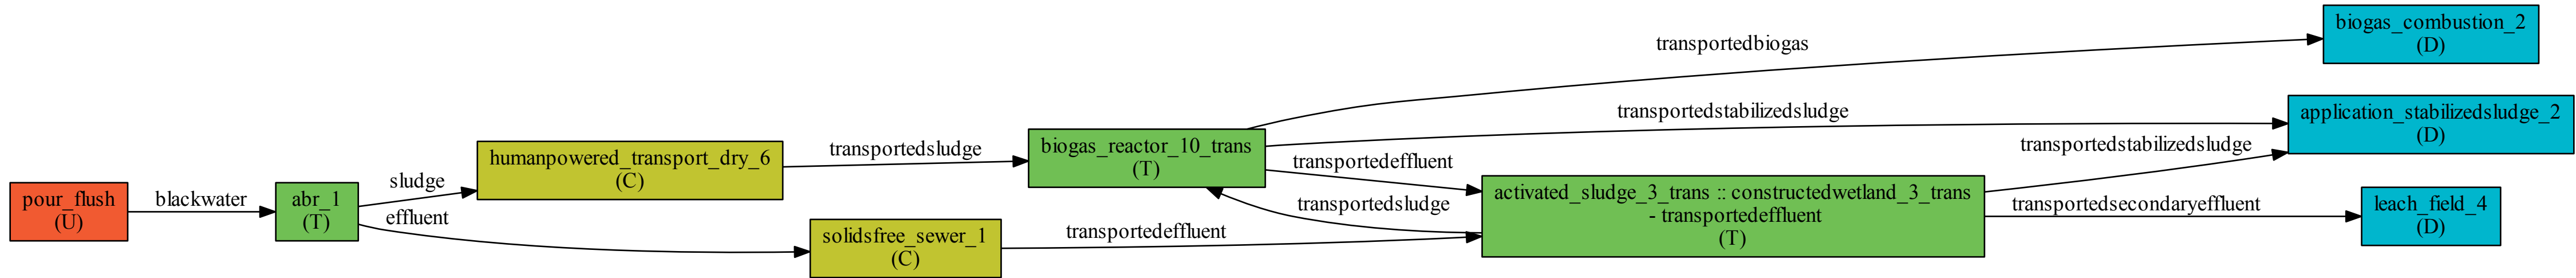 pour_flush
(U)
blackwater
abr_1
(T)
sludge
effluent
humanpowered_transport_dry_6
(C)
solidsfree_sewer_1
(C)
transportedsludge
transportedeffluent
biogas_reactor_10_trans
(T)
transportedbiogas
transportedstabilizedsludge
transportedeffluent
transportedsludge
activated_sludge_3_trans :: constructedwetland_3_trans
- transportedeffluent
(T)
transportedstabilizedsludge
transportedsecondaryeffluent
biogas_combustion_2
(D)
application_stabilizedsludge_2
(D)
leach_field_4
(D)